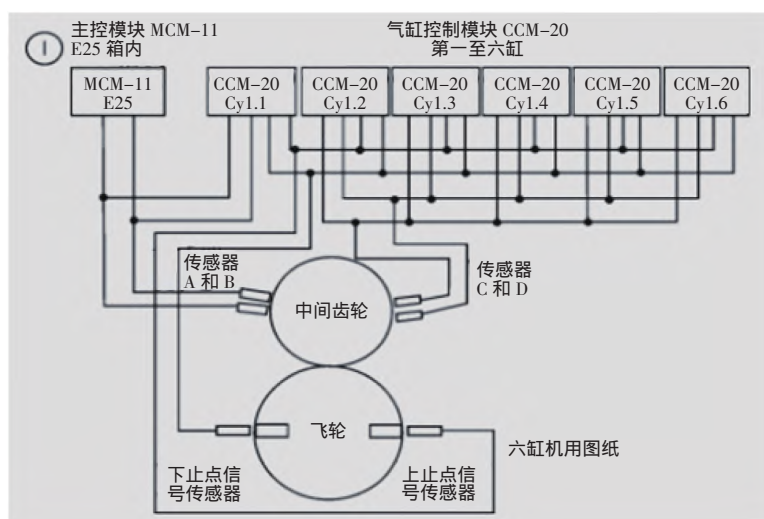 主控模块 MCM-11
E25 箱内
气缸控制模块 CCM-20
第一至六缸
I
MCM-11
E25
CCM-20
Cy1.1
CCM-20
Cy1.2
CCM-20
Cy1.3
CCM-20
Cy1.4
CCM-20
Cy1.5
CCM-20
Cy1.6
传感器
A 和 B
中间齿轮
传感器
C 和 D
飞轮
下止点信
号传感器
上止点信
号传感器
六缸机用图纸